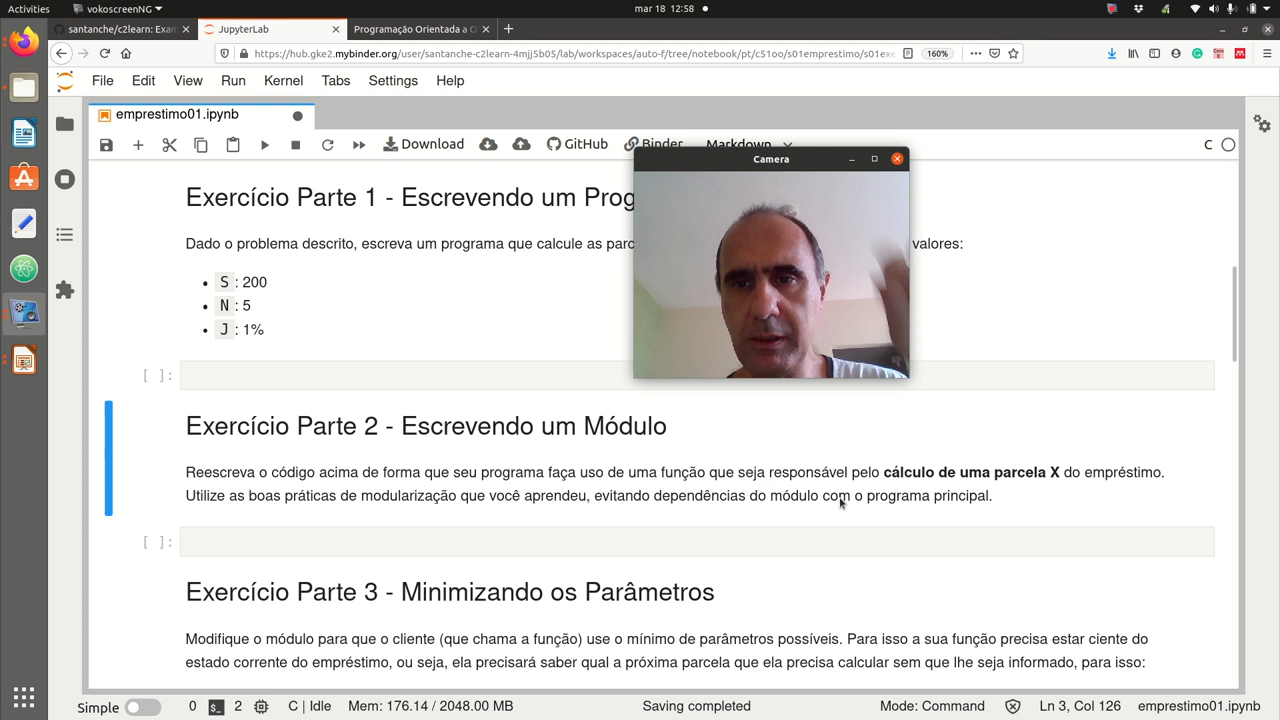 Activities
vokoscreenNG
mar 18 12:58
santanche/c2learn: Exam
JupyterLab
Programação Orientada a O
https://hub.gke2.mybinder.org/user/santanche-c2learn-4mjj5b05/lab/workspaces/auto-f/tree/notebook/pt/c51oo/s01emprestimo/s01exe
160%
File Edit View Run Kernel Tabs Settings Help
emprestimo01.ipynb
Download GitHub Binder Markdown C
Camera
Exercício Parte 1 - Escrevendo um Prog
Dado o problema descrito, escreva um programa que calcule as parc valores:
• S : 200
• N : 5
• J : 1%
[ ]:
Exercício Parte 2 - Escrevendo um Módulo
Reescreva o código acima de forma que seu programa faça uso de uma função que seja responsável pelo cálculo de uma parcela X do empréstimo.
Utilize as boas práticas de modularização que você aprendeu, evitando dependências do módulo com o programa principal.
[ ]:
Exercício Parte 3 - Minimizando os Parâmetros
Modifique o módulo para que o cliente (que chama a função) use o mínimo de parâmetros possíveis. Para isso a sua função precisa estar ciente do
estado corrente do empréstimo, ou seja, ela precisará saber qual a próxima parcela que ela precisa calcular sem que lhe seja informado, para isso:
Simple 0 2 C | Idle Mem: 176.14 / 2048.00 MB Saving completed Mode: Command Ln 3, Col 126 emprestimo01.ipynb